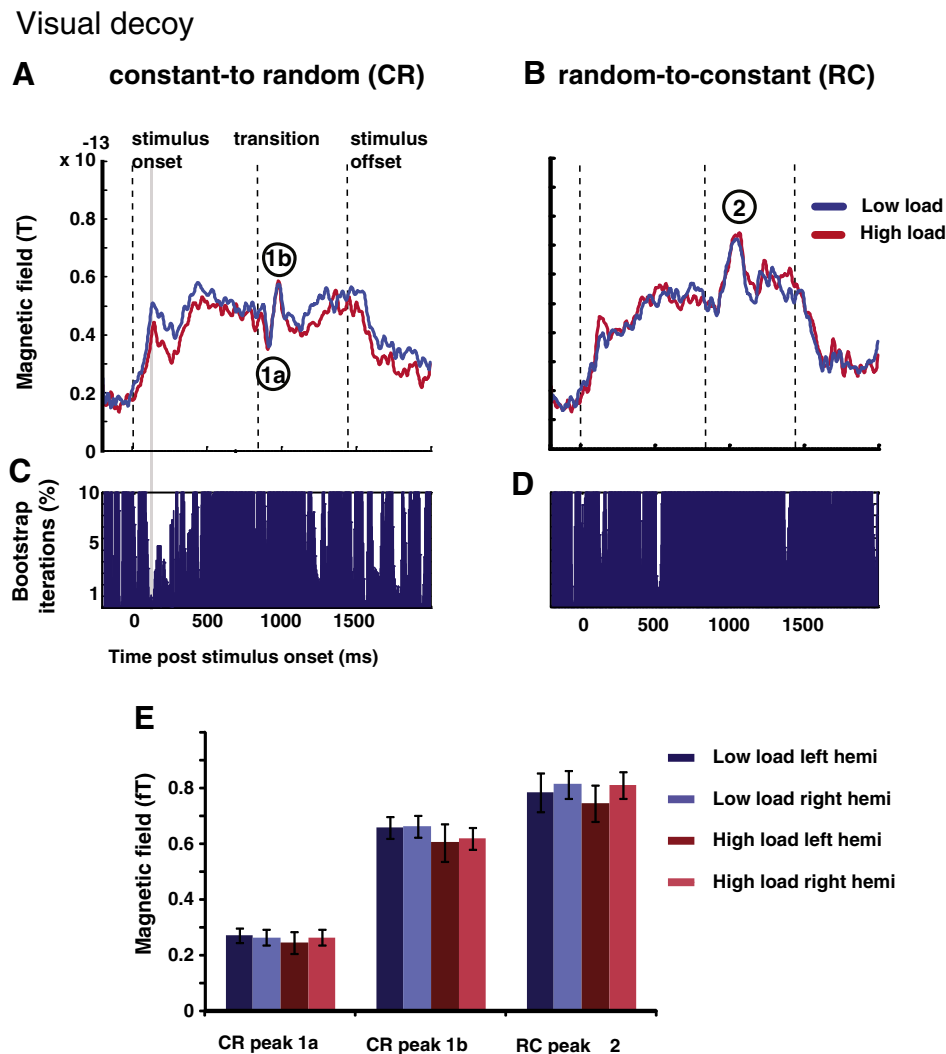 Visual decoy
A constant-to random (CR)
B random-to-constant (RC)
-13
x 10
stimulus onset
transition
stimulus offset
0.8
0.6
0.4
0.2
0
Magnetic field (T)
1b
1a
2
Low load
High load
C
10
5
1
Bootstrap
iterations (%)
0 500 1000 1500
Time post stimulus onset (ms)
D
0 500 1000 1500
E
Magnetic field (fT)
0.8
0.6
0.4
0.2
0
CR peak 1a
CR peak 1b
RC peak 2
Low load left hemi
Low load right hemi
High load left hemi
High load right hemi